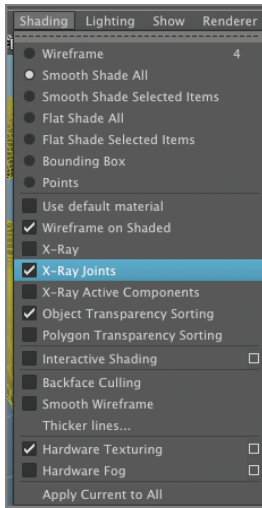 Shading Lighting Show Renderer
Wireframe 4
Smooth Shade All
Smooth Shade Selected Items
Flat Shade All
Flat Shade Selected Items
Bounding Box
Points
Use default material
Wireframe on Shaded
X-Ray
X-Ray Joints
X-Ray Active Components
Object Transparency Sorting
Polygon Transparency Sorting
Interactive Shading
Backface Culling
Smooth Wireframe
Thicker lines...
Hardware Texturing
Hardware Fog
Apply Current to All